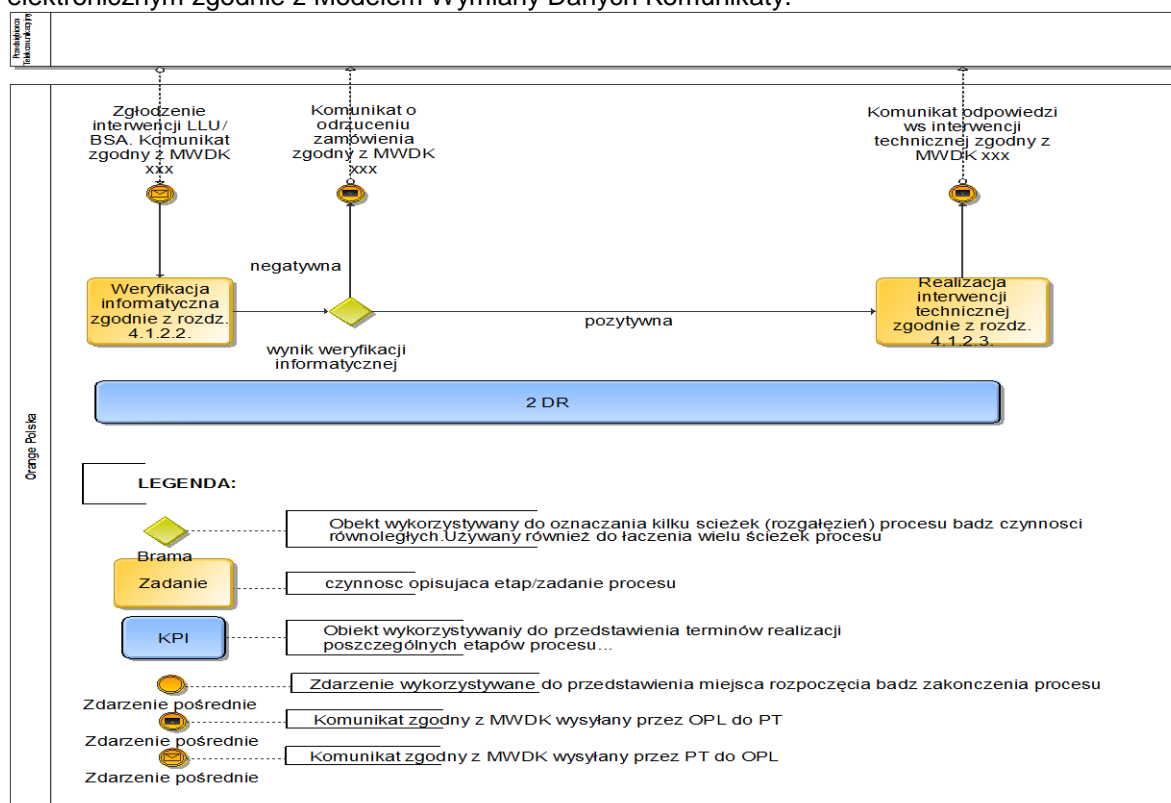 elektronicznym zgodnie z Modelem Wymiany Danych Komunikaty.
Przedsiębiorca
Telekomunikacyjny
Zgłodzenie
interwencji LLU/
BSA. Komunikat
zgodny z MWDK
xxx
Komunikat o
odrzuceniu
zamówienia
zgodny z MWDK
xxx
Komunikat odpowiedzi
ws interwencji
technicznej zgodny z
MWDK xxx
negatywna
Weryfikacja
informatyczna
zgodnie z rozdz.
4.1.2.2.
pozytywna
Realizacja
interwencji
technicznej
zgodnie z rozdz.
4.1.2.3.
wynik weryfikacji
informatycznej
2 DR
Orange Polska
LEGENDA:
Obekt wykorzystywany do oznaczania kilku scieżek (rozgałęzień) procesu badz czynnosci
równoległych.Używany również do łaczenia wielu ścieżek procesu
Brama
Zadanie
czynnosc opisujaca etap/zadanie procesu
KPI
Obiekt wykorzystywaniy do przedstawienia terminów realizacji
poszczególnych etapów procesu...
Zdarzenie wykorzystywane do przedstawienia miejsca rozpoczęcia badz zakonczenia procesu
Zdarzenie pośrednie
Komunikat zgodny z MWDK wysyłany przez OPL do PT
Zdarzenie pośrednie
Komunikat zgodny z MWDK wysyłany przez PT do OPL
Zdarzenie pośrednie